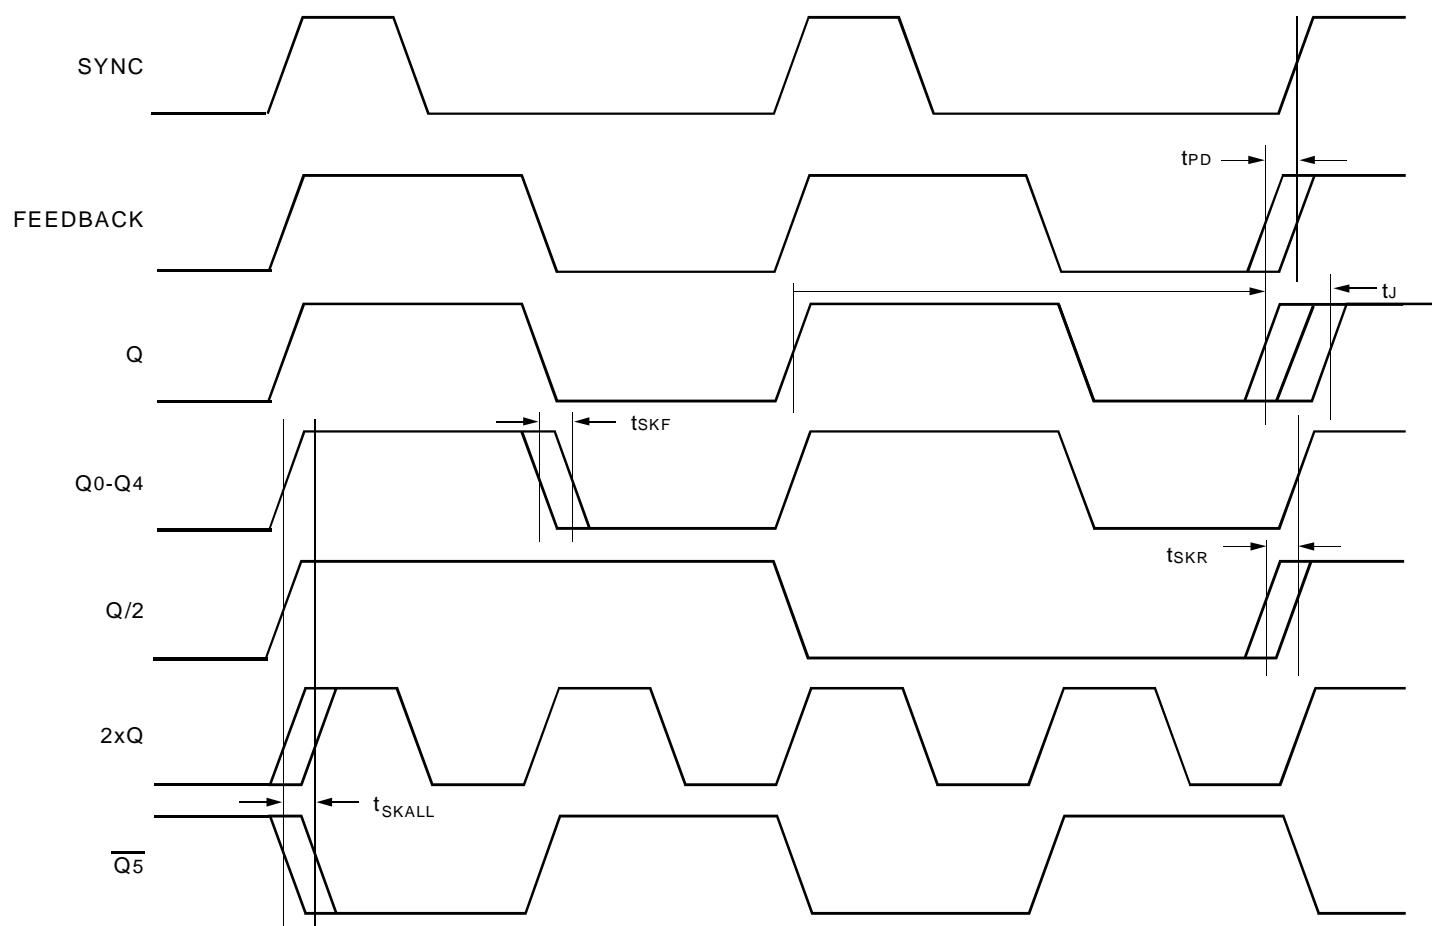 SYNC
tPD
FEEDBACK
tJ
Q
tSKF
Q0-Q4
tSKR
Q/2
2xQ
tSKALL
Q5